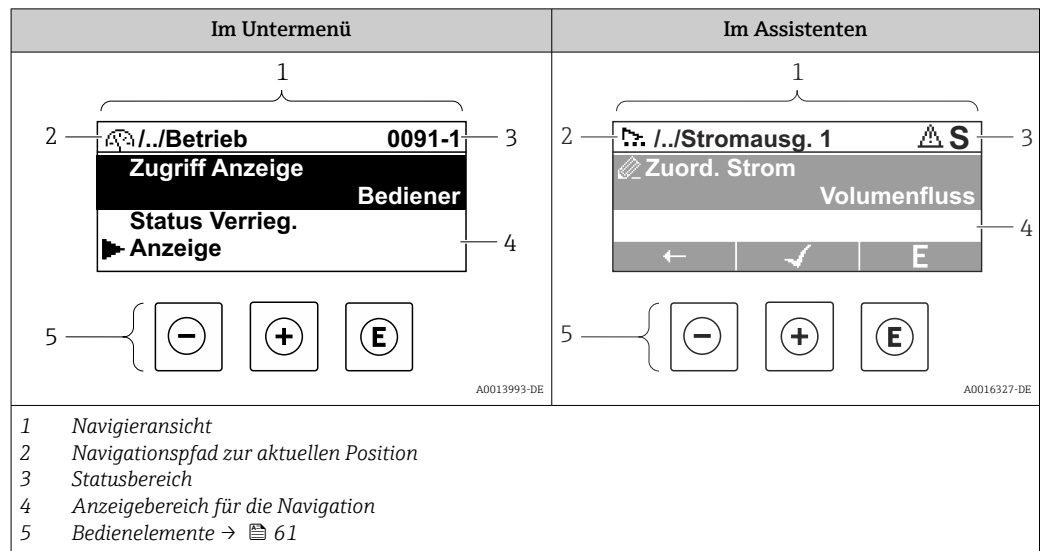 Im Untermenü
Im Assistenten
1
2
/../Betrieb 0091-1
3
Zugriff Anzeige
Bediener
Status Verrieg.
Anzeige
4
5
- + E
A0013993-DE
1
2
/../Stromausg. 1 S
3
Zuord. Strom
Volumenfluss
4
← ✓ E
5
- + E
A0016327-DE
1 Navigieransicht
2 Navigationspfad zur aktuellen Position
3 Statusbereich
4 Anzeigebereich für die Navigation
5 Bedienelemente → 61